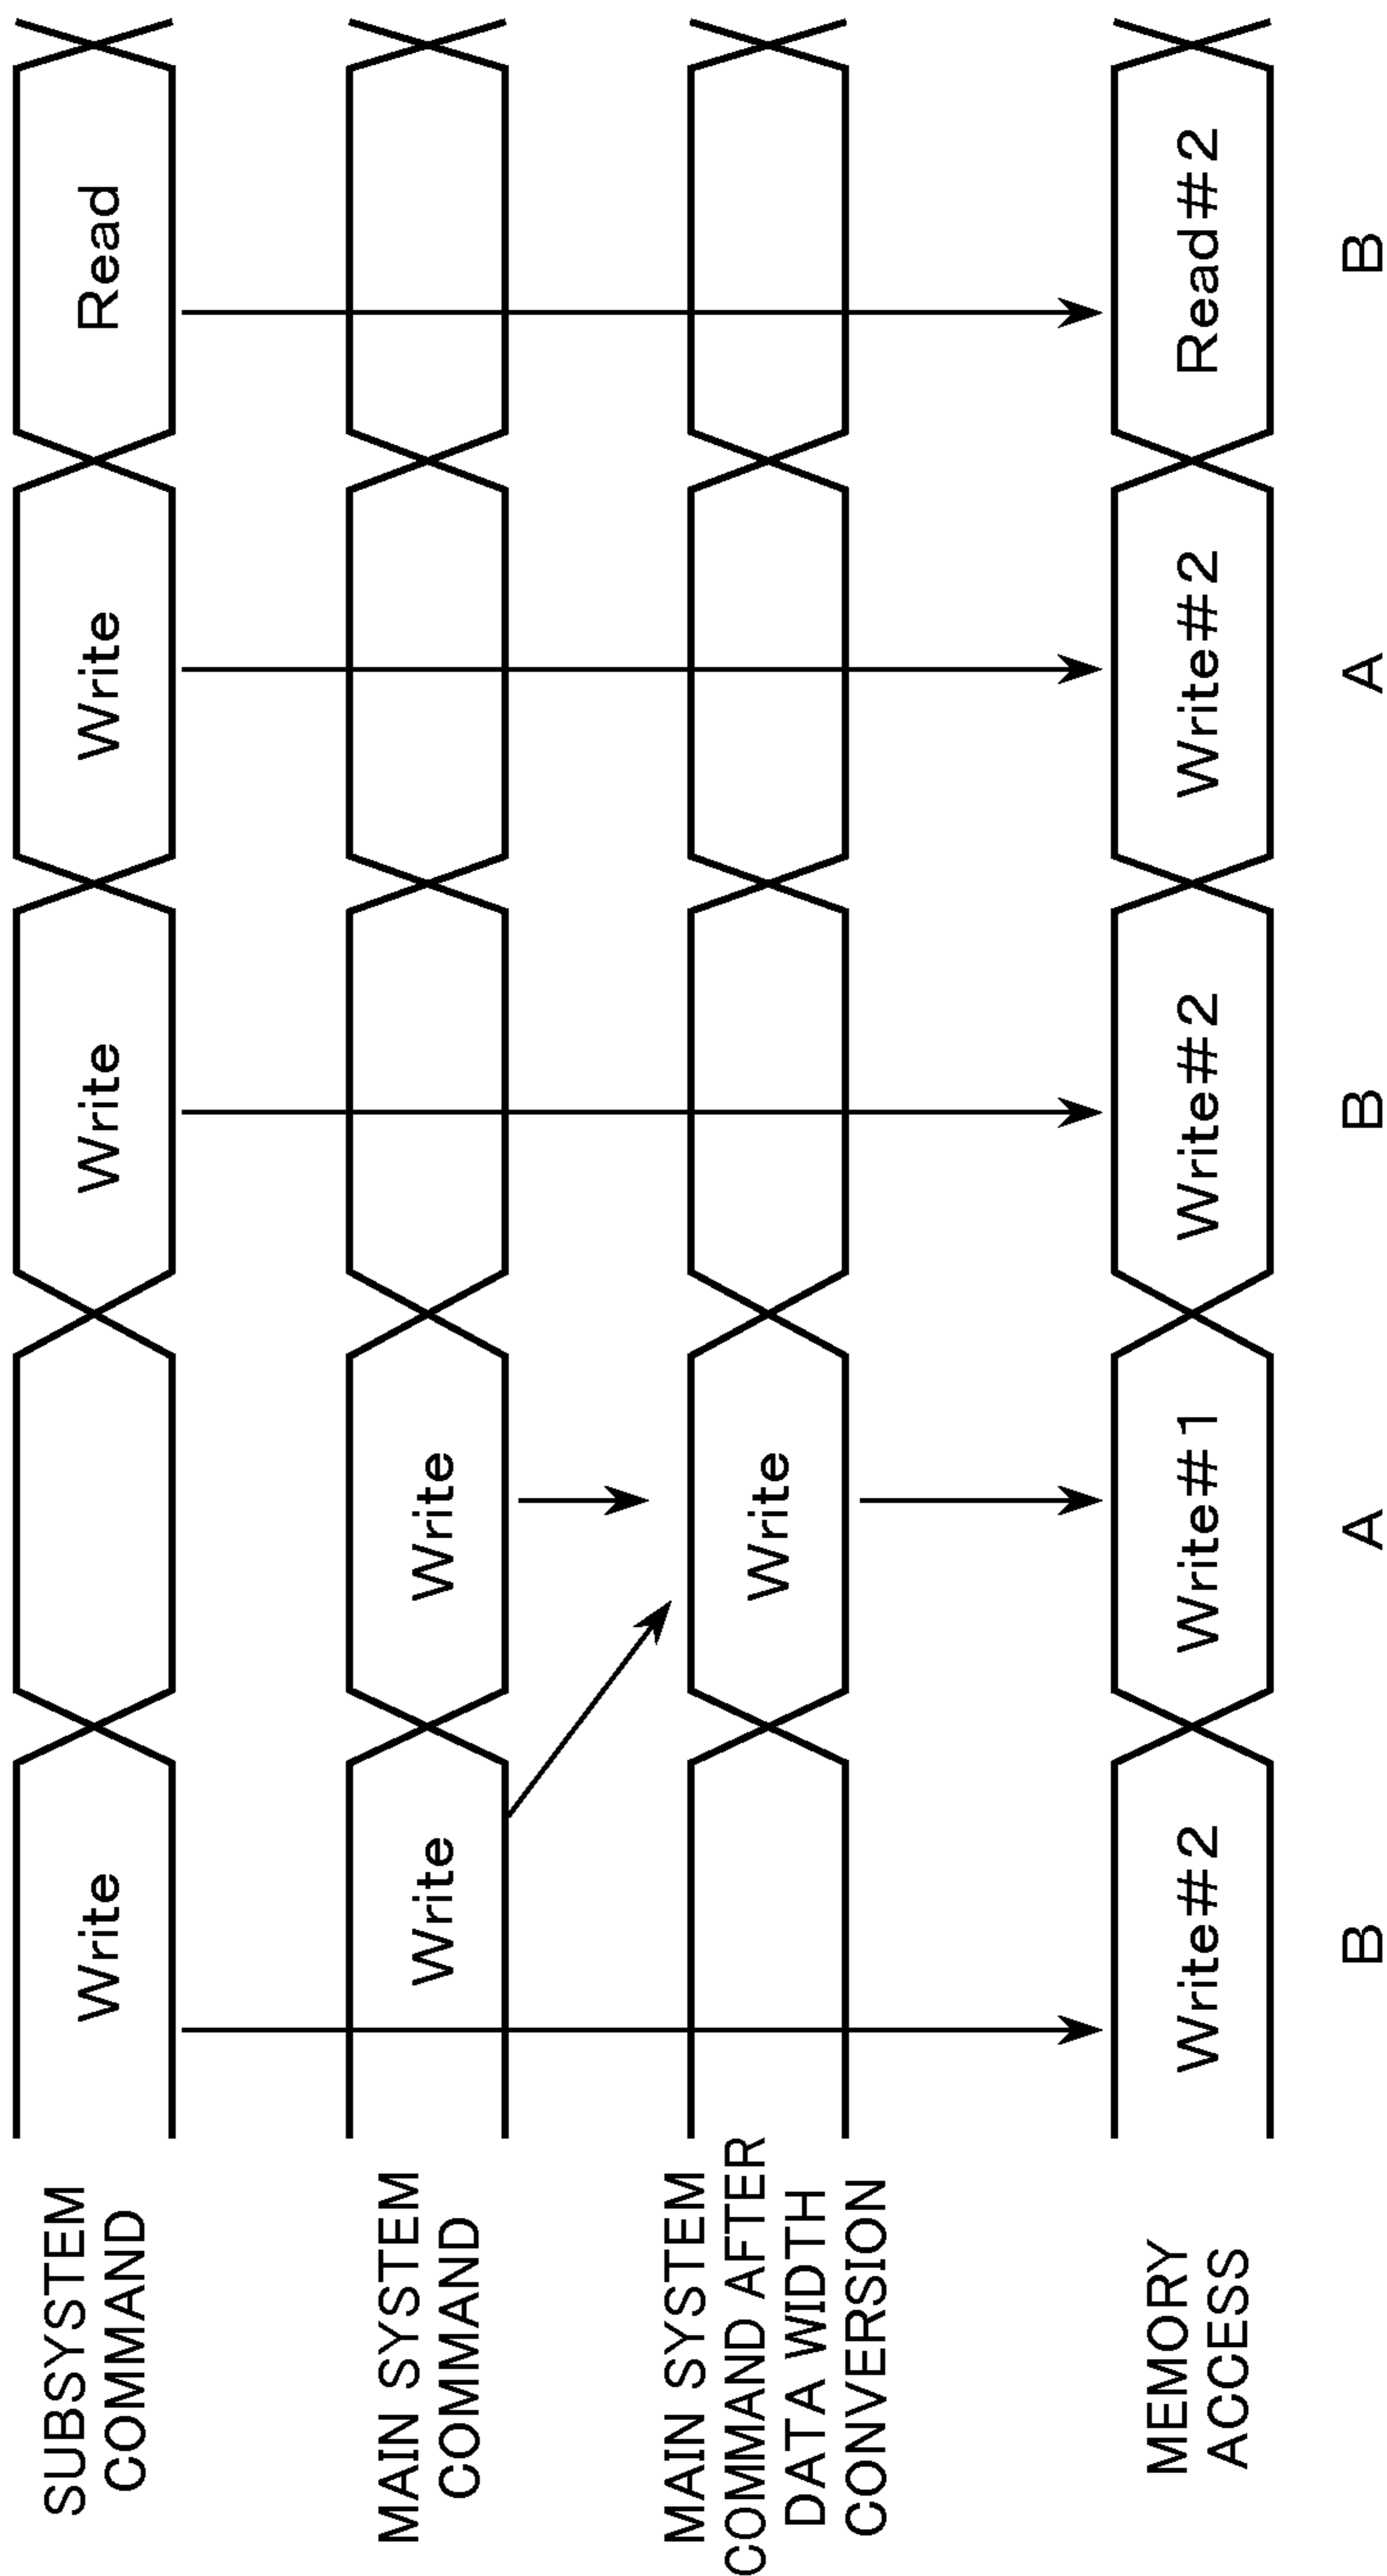 SUBSYSTEM
COMMAND
Write
Write
Write
Read
MAIN SYSTEM
COMMAND
Write
Write
MAIN SYSTEM
COMMAND AFTER
DATA WIDTH
CONVERSION
Write
MEMORY
ACCESS
Write#2
Write#1
Write#2
Write#2
Read#2
B
A
B
A
B